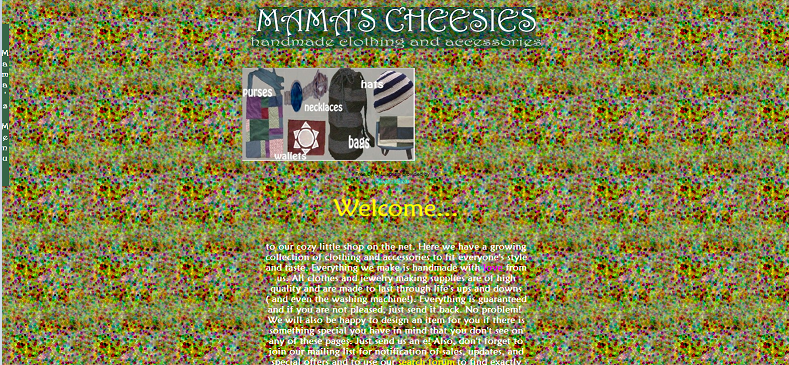 MAMA'S CHEESIES
handmade clothing and accessories
Mama's Menu
purses
necklaces
hats
bags
wallets
Welcome...
to our cozy little shop on the net. Here we have a growing
collection of clothing and accessories to fit everyone's style
and taste. Everything we make is handmade with from
us. All clothes and jewelry making supplies are of high
quality and are made to last through life's ups and downs
( and even the washing machine!). Everything is guaranteed
and if you are not pleased, just send it back. No problem!
We will also be happy to design an item for you if there is
something special you have in mind that you don't see on
any of these pages. Just send us an e! Also, don't forget to
join our mailing list for notification of sales, updates, and
special offers and to use our search forum to find exactly